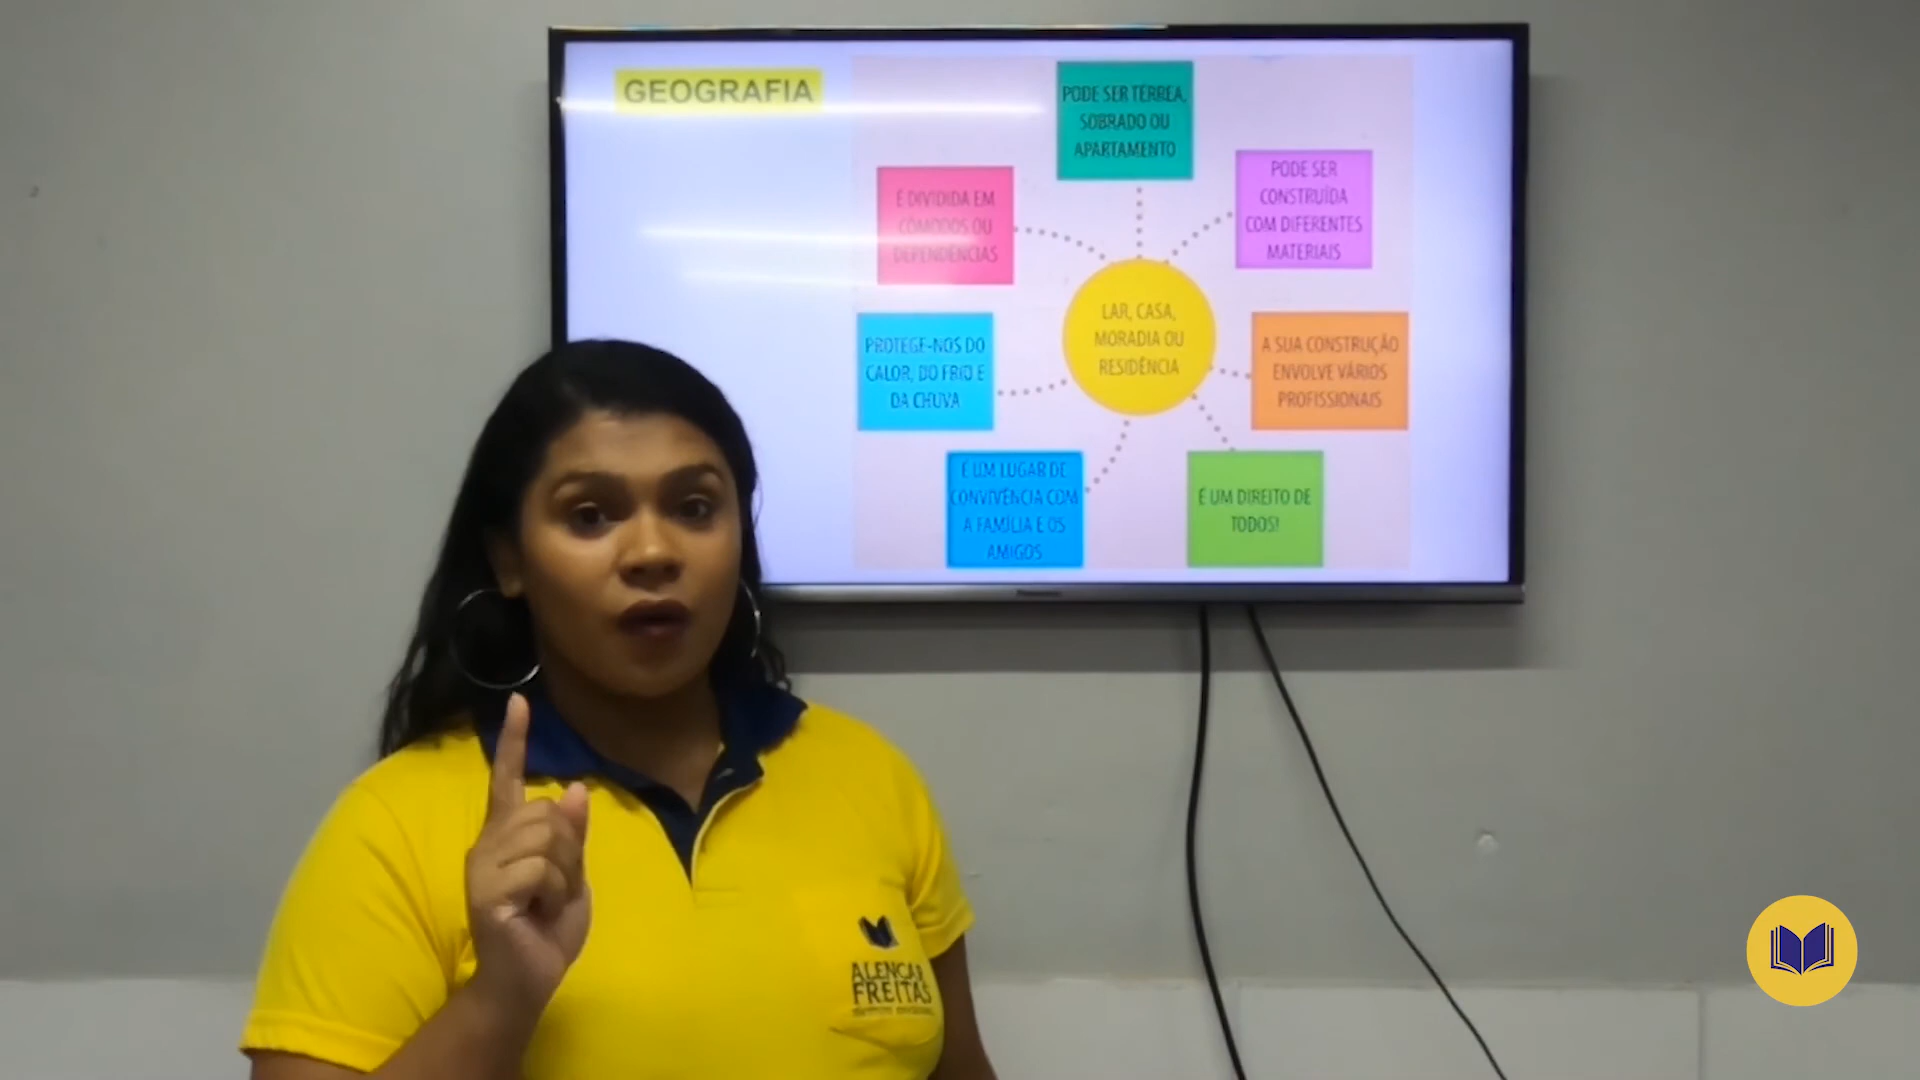 GEOGRAFIA
PODE SER TÉRREA,
SOBRADO OU
APARTAMENTO
PODE SER
CONSTRUÍDA
COM DIFERENTES
MATERIAIS
É DIVIDIDA EM
CÔMODOS OU
DEPENDÊNCIAS
LAR, CASA,
MORADIA OU
RESIDÊNCIA
PROTEGE-NOS DO
CALOR, DO FRIO E
DA CHUVA
A SUA CONSTRUÇÃO
ENVOLVE VÁRIOS
PROFISSIONAIS
É UM LUGAR DE
CONVIVÊNCIA COM
A FAMÍLIA E OS
AMIGOS
É UM DIREITO DE
TODOS!
Panasonic
ALENCAR
FREITAS